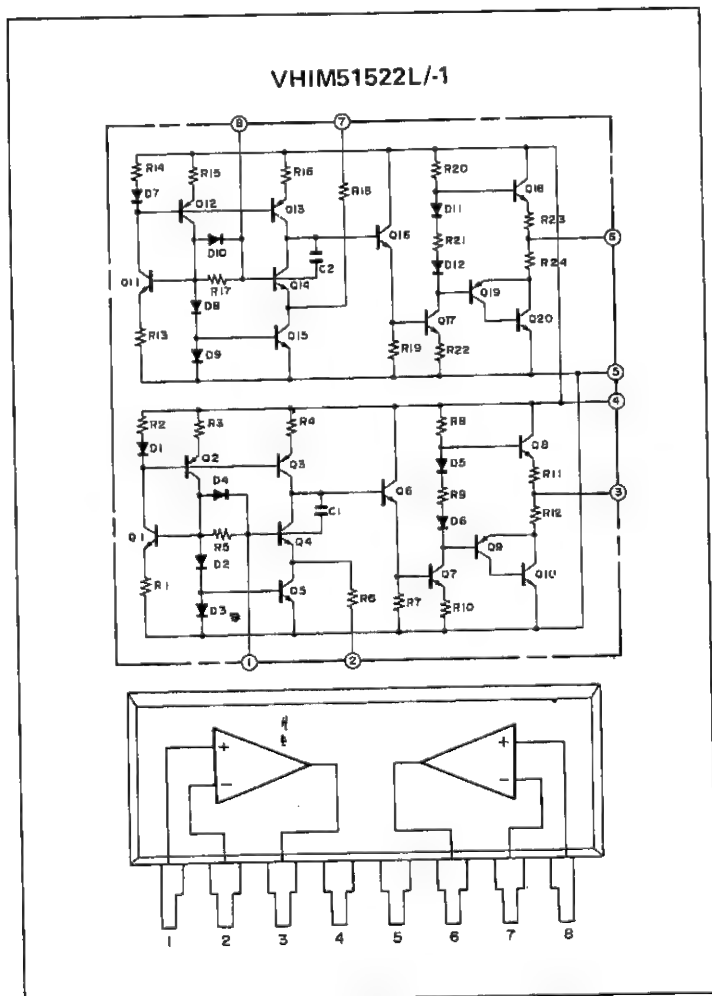 VHIM51522L/-1
8 7
R14 R15 R16 R18 R20
D7 Q12 Q13 Q18
D11 R23
D10 Q16 6
R21 R24
Q11 R17 C2 D12
Q14 Q19
D8 Q17 Q20
R13 Q15 R19 R22
D9
5
4
R2 R3 R4 R8
D1 Q2 Q3 Q8
D5 R11
D4 Q6 R9 3
C1 R12
Q1 R5 Q4 D6
Q9
D2 Q7 Q10
R1 R6 R7
D3 R10
1 2
+ +
− −
1 2 3 4 5 6 7 8